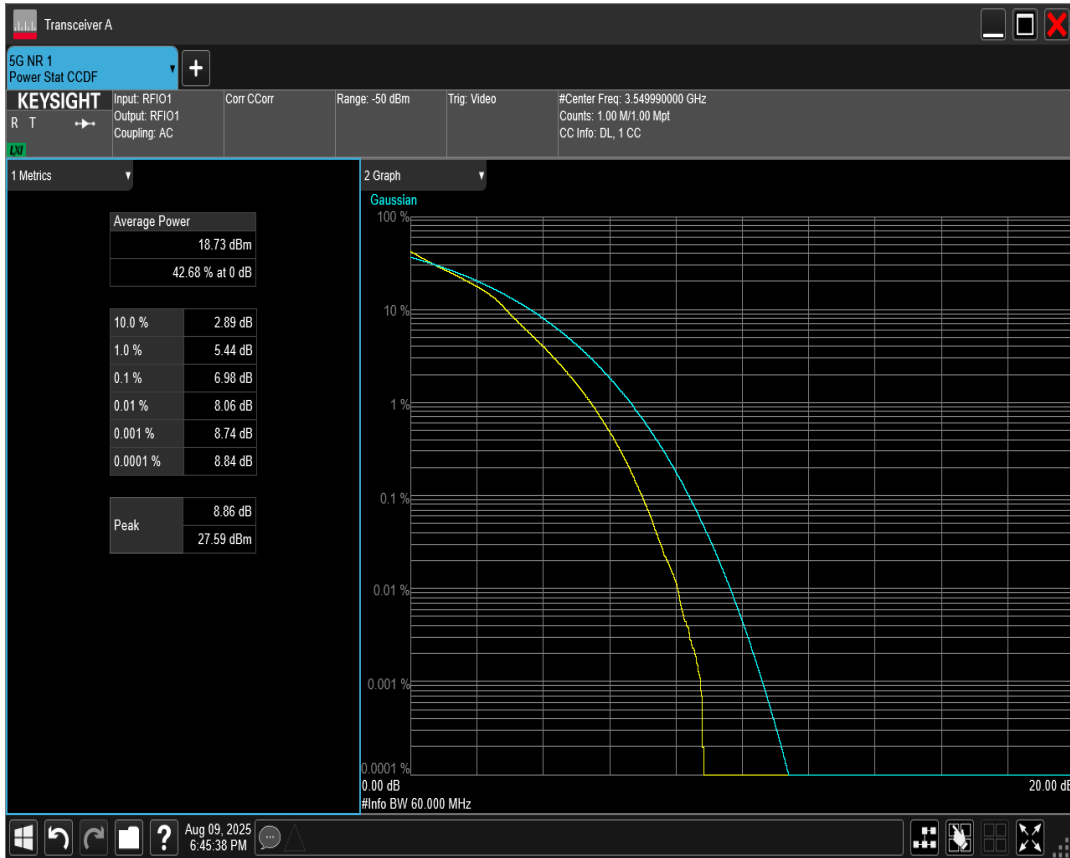 Transceiver A
5G NR 1
Power Stat CCDF
+
KEYSIGHT
R T
LXI
Input: RFIO1
Output: RFIO1
Coupling: AC
Corr CCorr
Range: -50 dBm
Trig: Video
#Center Freq: 3.549990000 GHz
Counts: 1.00 M/1.00 Mpt
CC Info: DL, 1 CC
1 Metrics
Average Power
18.73 dBm
42.68 % at 0 dB
10.0 % 2.89 dB
1.0 % 5.44 dB
0.1 % 6.98 dB
0.01 % 8.06 dB
0.001 % 8.74 dB
0.0001 % 8.84 dB
Peak 8.86 dB
27.59 dBm
2 Graph
Gaussian
100 %
10 %
1 %
0.1 %
0.01 %
0.001 %
0.0001 %
0.00 dB 20.00 dB
#Info BW 60.000 MHz
?
Aug 09, 2025
6:45:38 PM